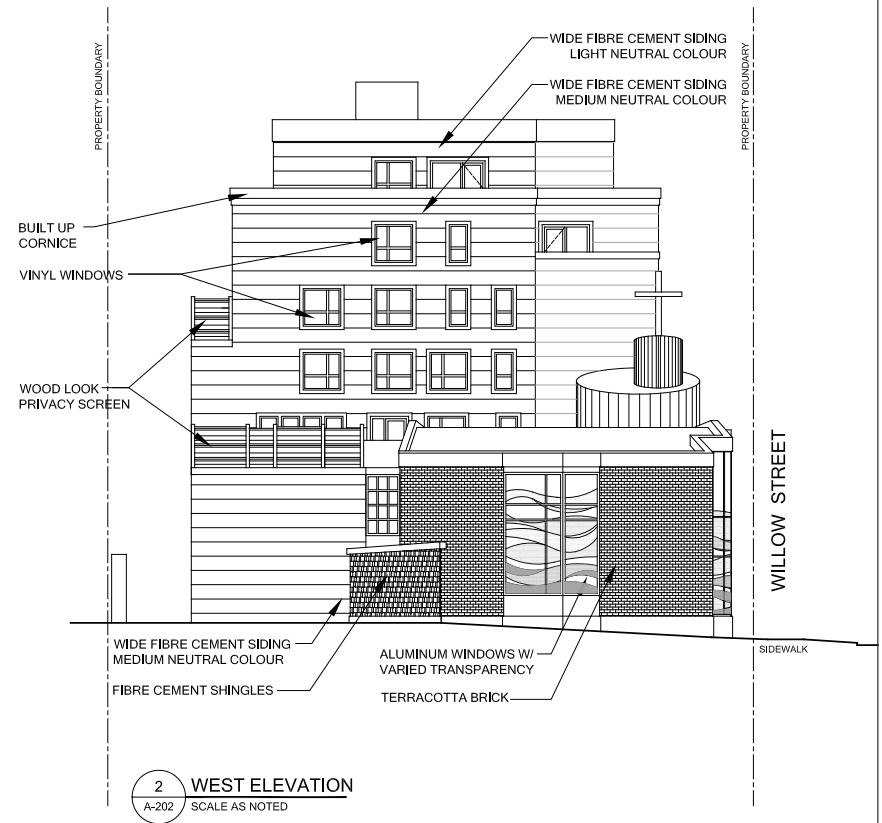 WIDE FIBRE CEMENT SIDING
LIGHT NEUTRAL COLOUR
WIDE FIBRE CEMENT SIDING
MEDIUM NEUTRAL COLOUR
PROPERTY BOUNDARY
PROPERTY BOUNDARY
BUILT UP
CORNICE
VINYL WINDOWS
WOOD LOOK
PRIVACY SCREEN
WILLOW STREET
SIDEWALK
WIDE FIBRE CEMENT SIDING
MEDIUM NEUTRAL COLOUR
FIBRE CEMENT SHINGLES
ALUMINUM WINDOWS W/
VARIED TRANSPARENCY
TERRACOTTA BRICK
2
A-202
WEST ELEVATION
SCALE AS NOTED